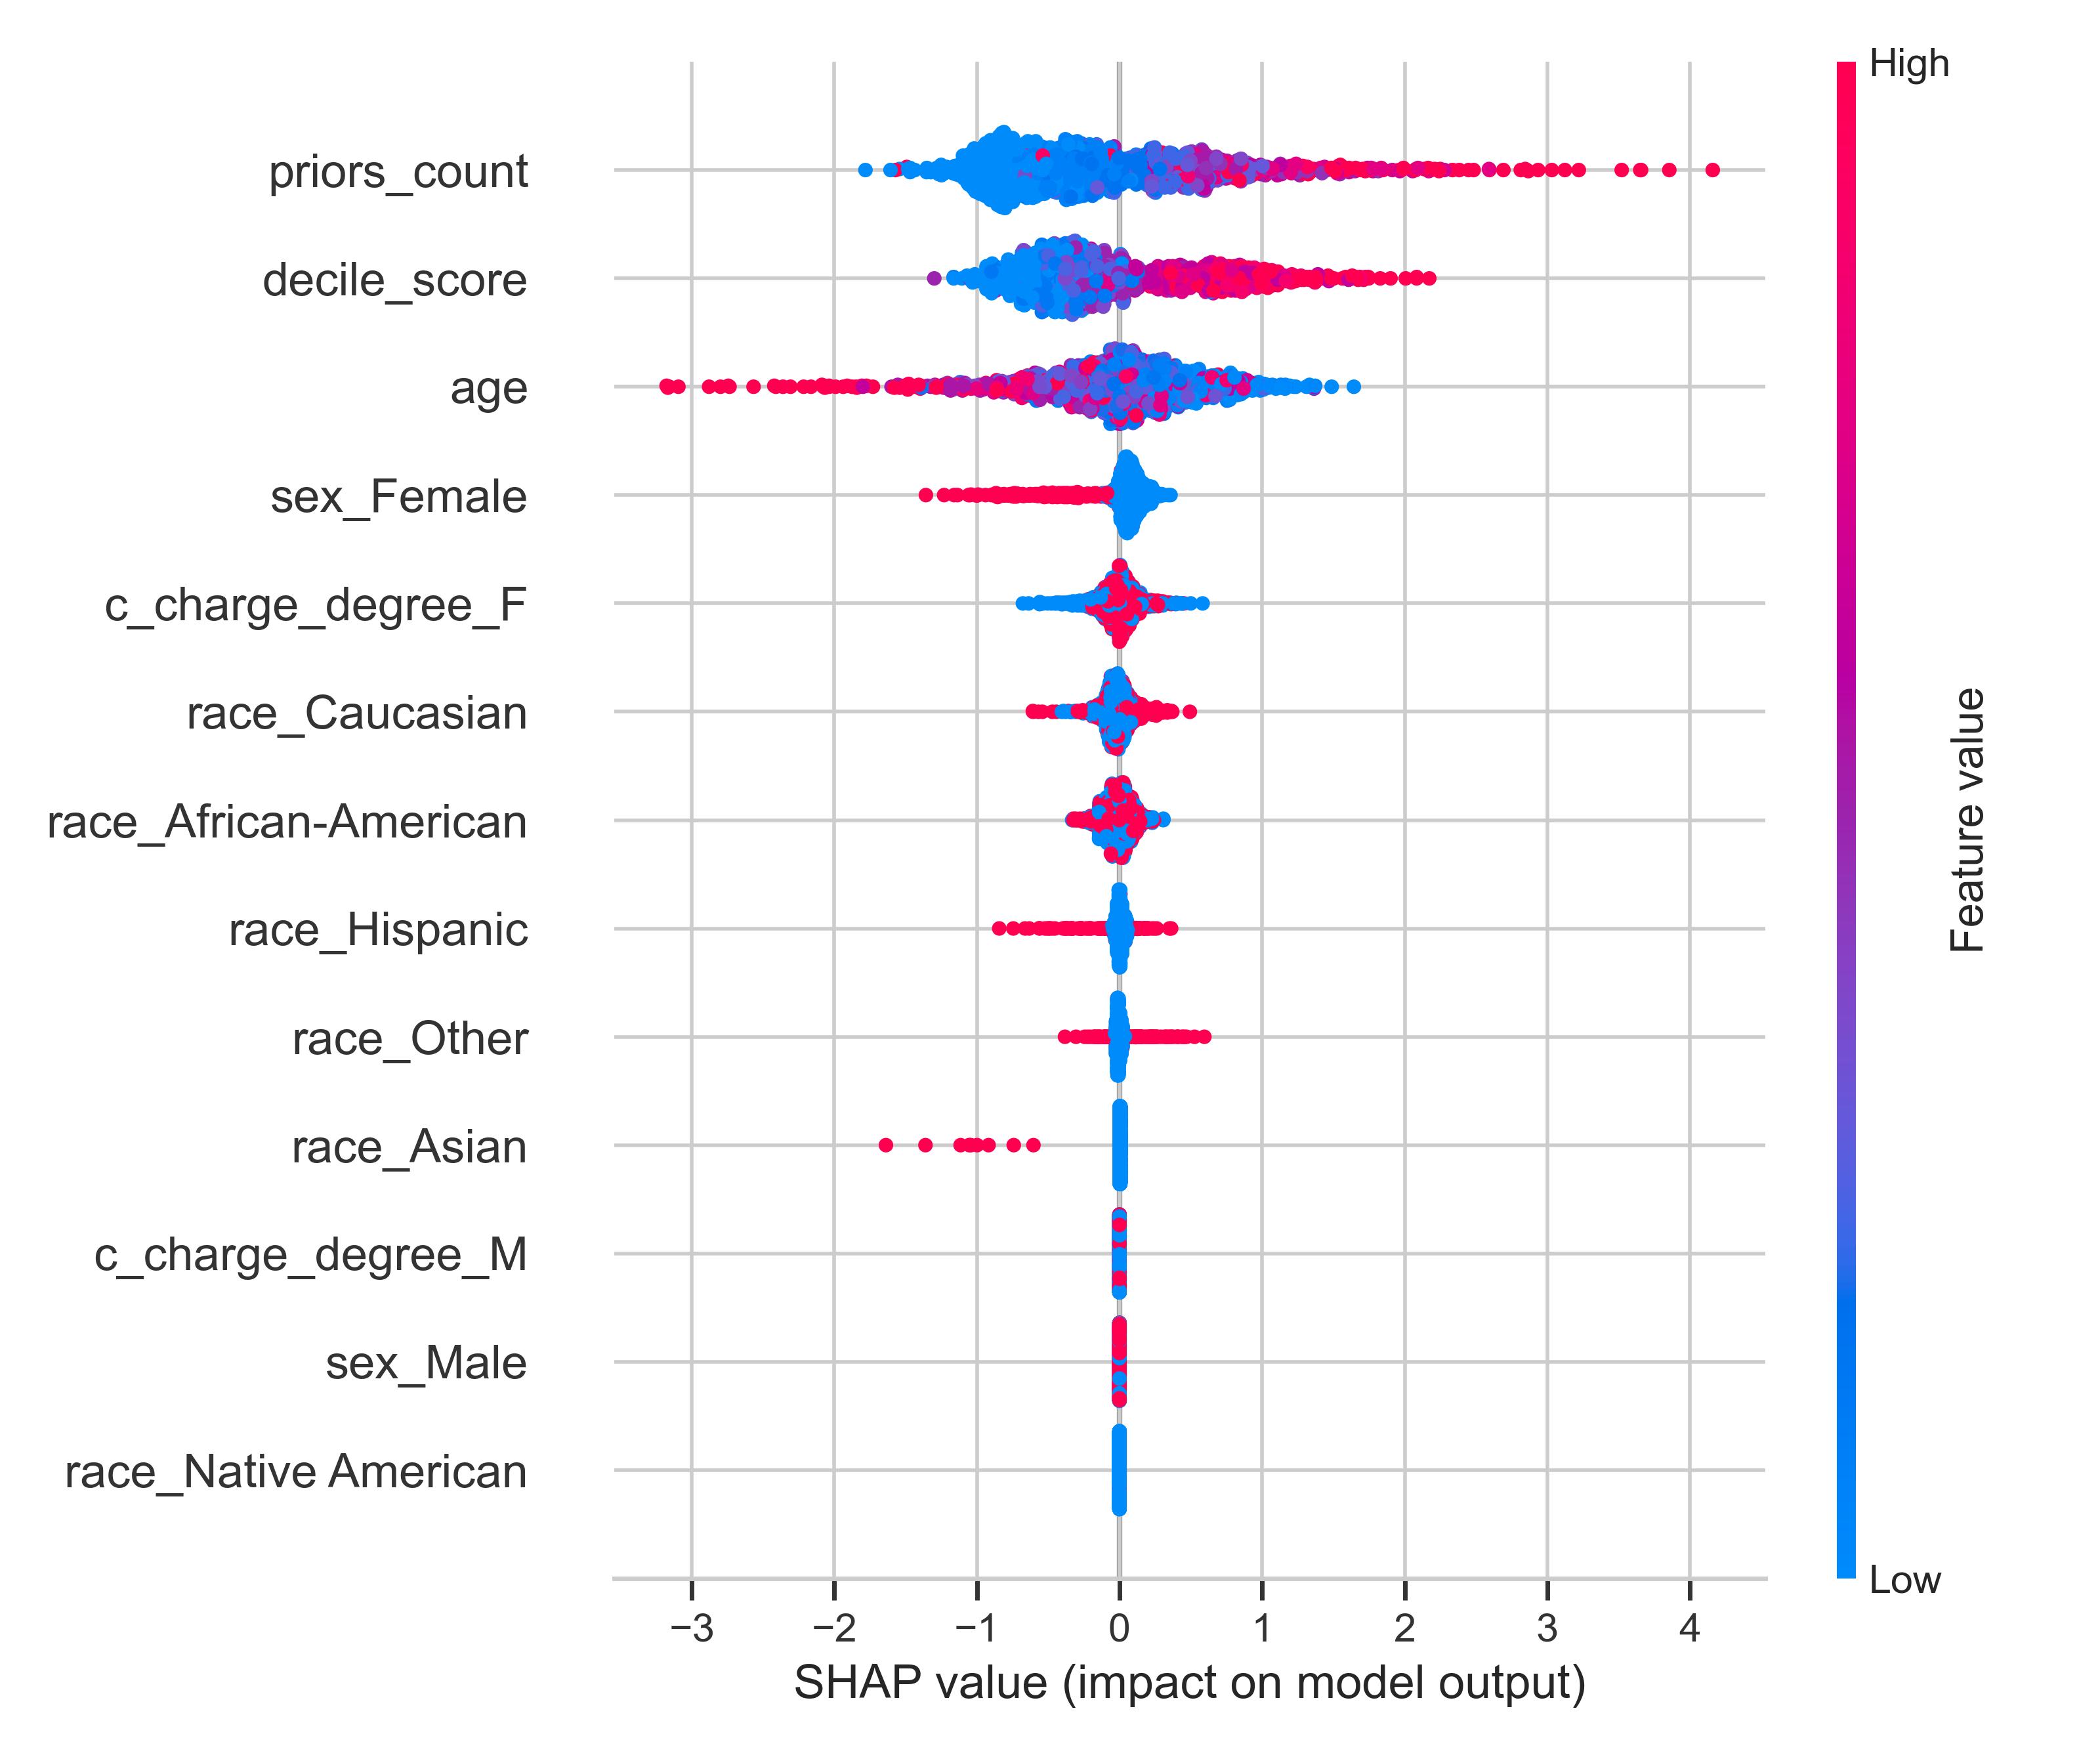 High
priors_count
decile_score
age
sex_Female
c_charge_degree_F
race_Caucasian
race_African-American
race_Hispanic
race_Other
race_Asian
c_charge_degree_M
sex_Male
race_Native American
Feature value
Low
−3 −2 −1 0 1 2 3 4
SHAP value (impact on model output)